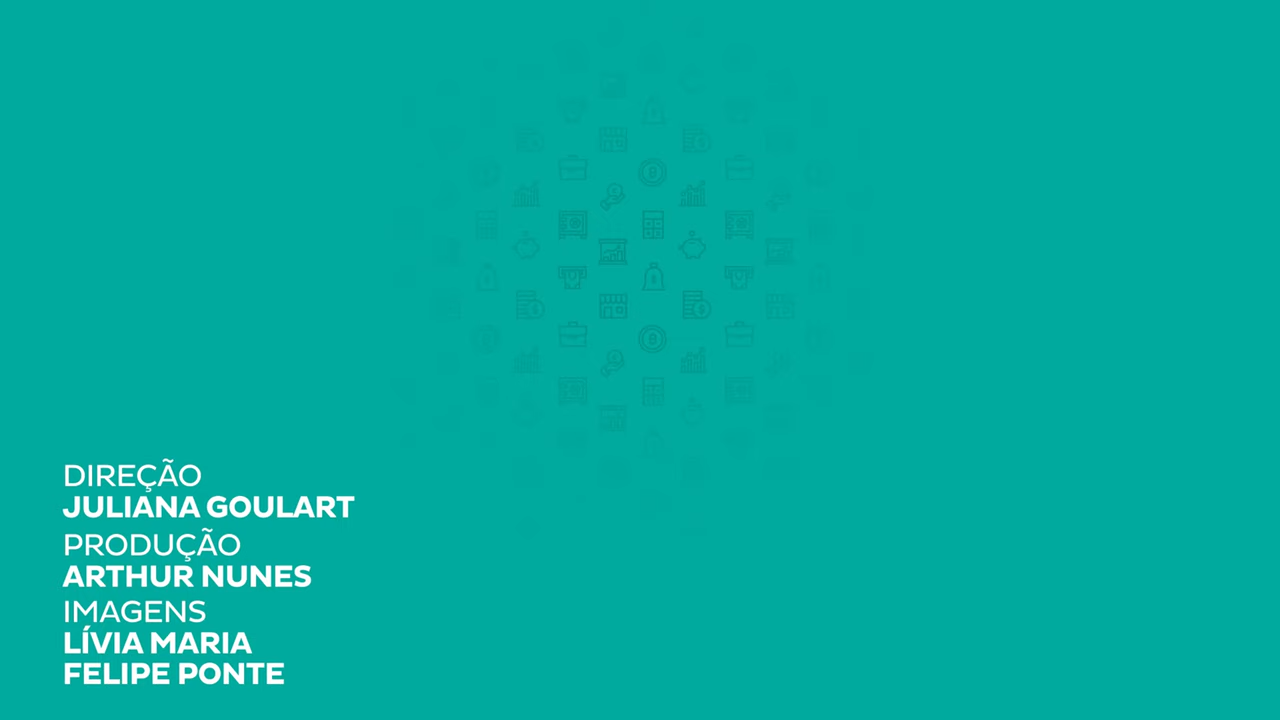 DIREÇÃO
JULIANA GOULART
PRODUÇÃO
ARTHUR NUNES
IMAGENS
LÍVIA MARIA
FELIPE PONTE